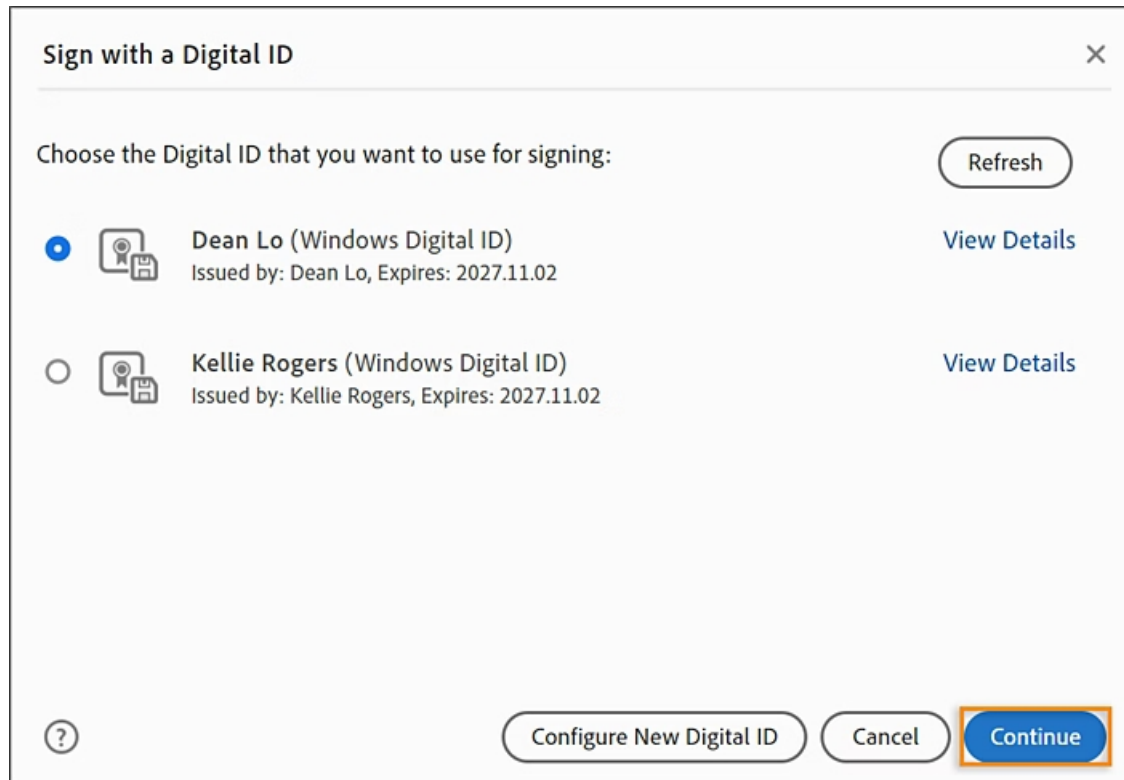 Sign with a Digital ID
Choose the Digital ID that you want to use for signing:
Refresh
Dean Lo (Windows Digital ID)
View Details
Issued by: Dean Lo, Expires: 2027.11.02
Kellie Rogers (Windows Digital ID)
View Details
Issued by: Kellie Rogers, Expires: 2027.11.02
?
Configure New Digital ID
Cancel
Continue